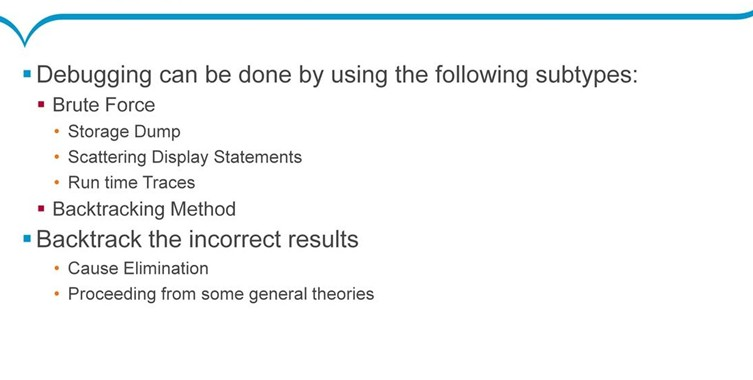 Debugging can be done by using the following subtypes:
Brute Force
Storage Dump
Scattering Display Statements
Run time Traces
Backtracking Method
Backtrack the incorrect results
Cause Elimination
Proceeding from some general theories